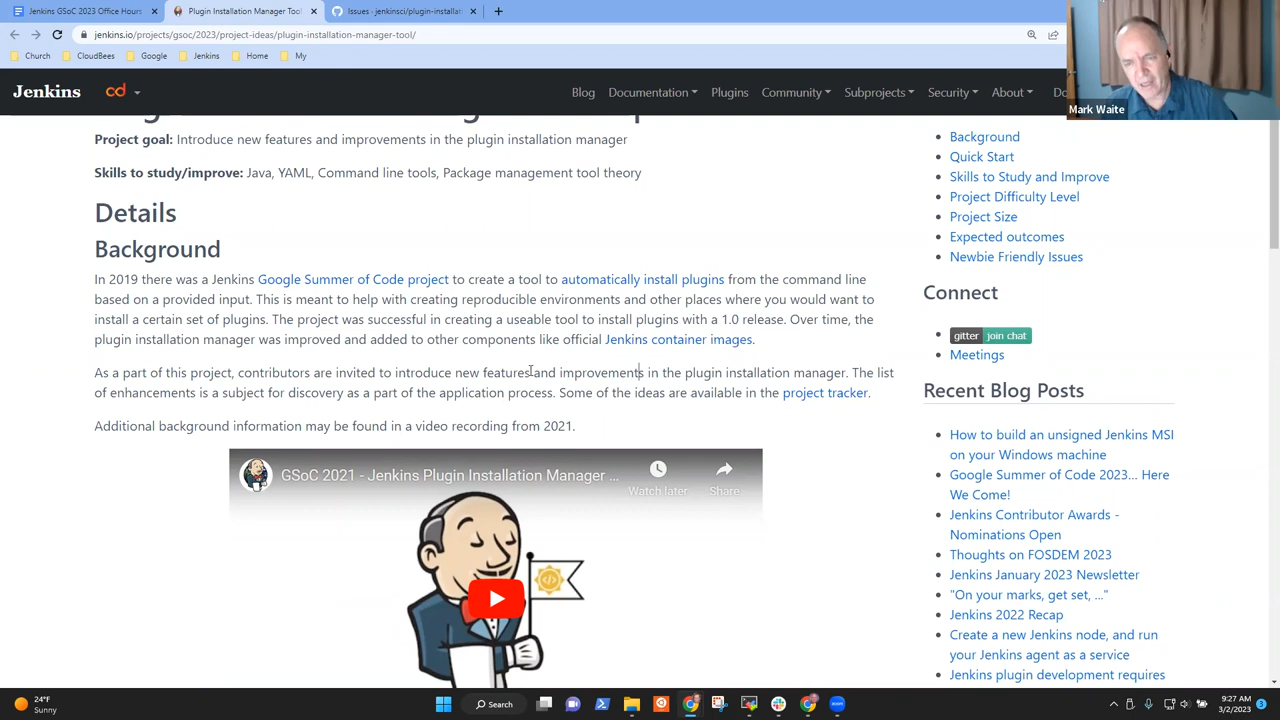 Jenkins GSoC 2023 Office Hours
Plugin Installation Manager Tool
Issues · jenkinsci/plugin-installat
jenkins.io/projects/gsoc/2023/project-ideas/plugin-installation-manager-tool/
Church
CloudBees
Google
Jenkins
Home
My
Mark Waite
Jenkins
cd
Blog
Documentation
Plugins
Community
Subprojects
Security
About
Project goal: Introduce new features and improvements in the plugin installation manager
Skills to study/improve: Java, YAML, Command line tools, Package management tool theory
Details
Background
In 2019 there was a Jenkins Google Summer of Code project to create a tool to automatically install plugins from the command line
based on a provided input. This is meant to help with creating reproducible environments and other places where you would want to
install a certain set of plugins. The project was successful in creating a useable tool to install plugins with a 1.0 release. Over time, the
plugin installation manager was improved and added to other components like official Jenkins container images.
As a part of this project, contributors are invited to introduce new features and improvements in the plugin installation manager. The list
of enhancements is a subject for discovery as a part of the application process. Some of the ideas are available in the project tracker.
Additional background information may be found in a video recording from 2021.
GSoC 2021 - Jenkins Plugin Installation Manager ...
Watch later
Share
Background
Quick Start
Skills to Study and Improve
Project Difficulty Level
Project Size
Expected outcomes
Newbie Friendly Issues
Connect
gitter join chat
Meetings
Recent Blog Posts
How to build an unsigned Jenkins MSI
on your Windows machine
Google Summer of Code 2023... Here
We Come!
Jenkins Contributor Awards -
Nominations Open
Thoughts on FOSDEM 2023
Jenkins January 2023 Newsletter
"On your marks, get set, ..."
Jenkins 2022 Recap
Create a new Jenkins node, and run
your Jenkins agent as a service
Jenkins plugin development requires
24°F
Sunny
Search
9:27 AM
3/2/2023
3